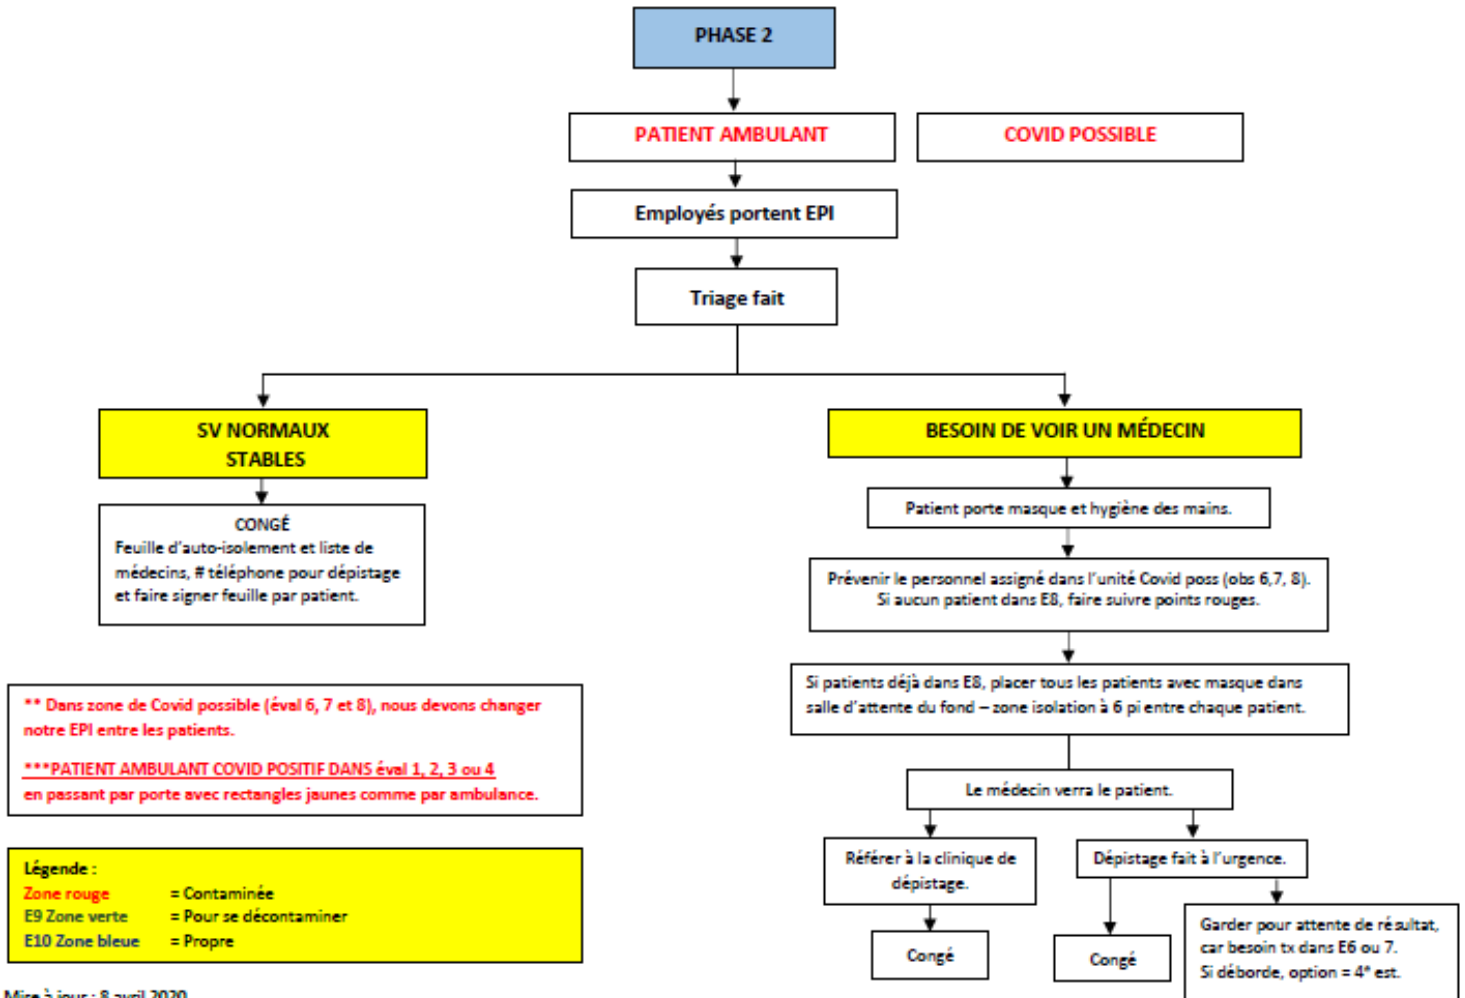 PHASE 2
PATIENT AMBULANT
COVID POSSIBLE
Employés portent EPI
Triage fait
SV NORMAUX
STABLES
CONGÉ
Feuille d'auto-isolement et liste de
médecins, # téléphone pour dépistage
et faire signer feuille par patient.
BESOIN DE VOIR UN MÉDECIN
Patient porte masque et hygiène des mains.
Prévenir le personnel assigné dans l'unité Covid poss (obs 6,7, 8).
Si aucun patient dans E8, faire suivre points rouges.
Si patients déjà dans E8, placer tous les patients avec masque dans
salle d'attente du fond – zone isolation à 6 pi entre chaque patient.
Le médecin verra le patient.
Référer à la clinique de
dépistage.
Congé
Dépistage fait à l'urgence.
Congé
Garder pour attente de résultat,
car besoin tx dans E6 ou 7.
Si déborde, option = 4e est.
** Dans zone de Covid possible (éval 6, 7 et 8), nous devons changer
notre EPI entre les patients.
***PATIENT AMBULANT COVID POSITIF DANS éval 1, 2, 3 ou 4
en passant par porte avec rectangles jaunes comme par ambulance.
Légende :
Zone rouge = Contaminée
E9 Zone verte = Pour se décontaminer
E10 Zone bleue = Propre
Mise à jour : 8 avril 2020